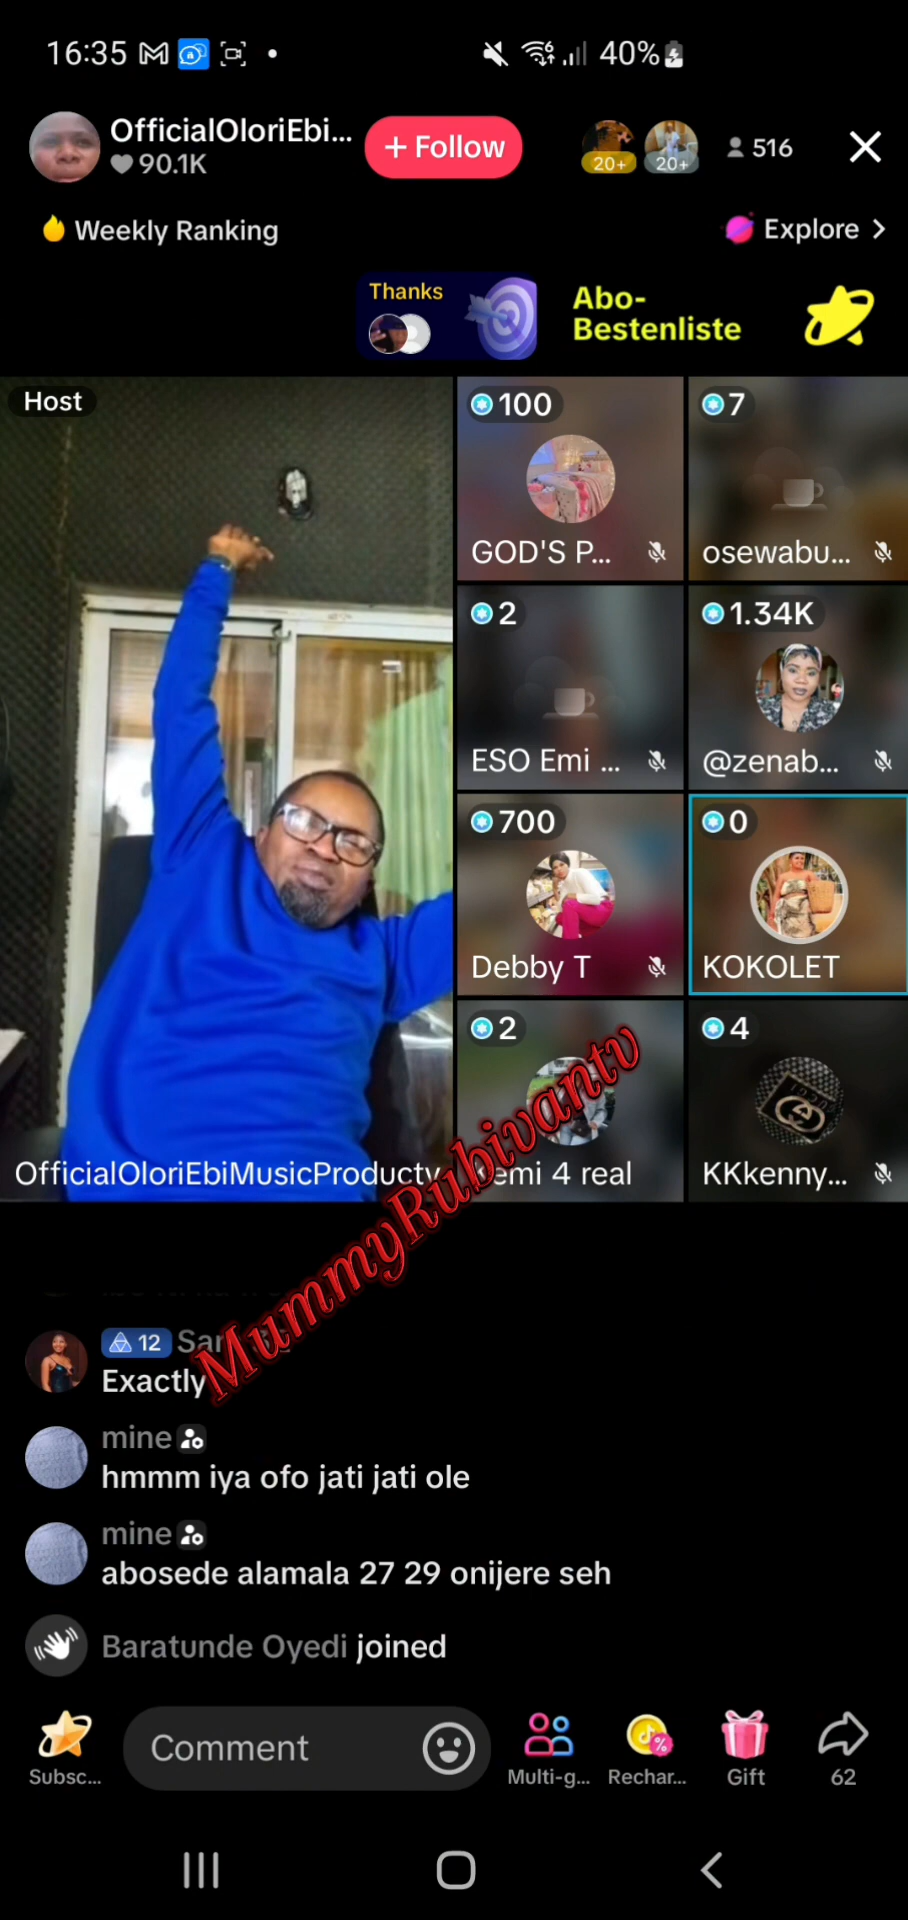 16:35
40%
OfficialOloriEbi...
90.1K
+ Follow
20+
20+
516
Weekly Ranking
Explore >
Thanks
Abo-
Bestenliste
Host
100
GOD'S P...
7
osewabu...
2
ESO Emi ...
1.34K
@zenab...
700
Debby T
0
KOKOLET
2
emi 4 real
4
KKkenny...
OfficialOloriEbiMusicProductv
MummyRubivantv
12
Exactly
mine
hmmm iya ofo jati jati ole
mine
abosede alamala 27 29 onijere seh
Baratunde Oyedi joined
Subsc...
Comment
Multi-g...
Rechar...
Gift
62